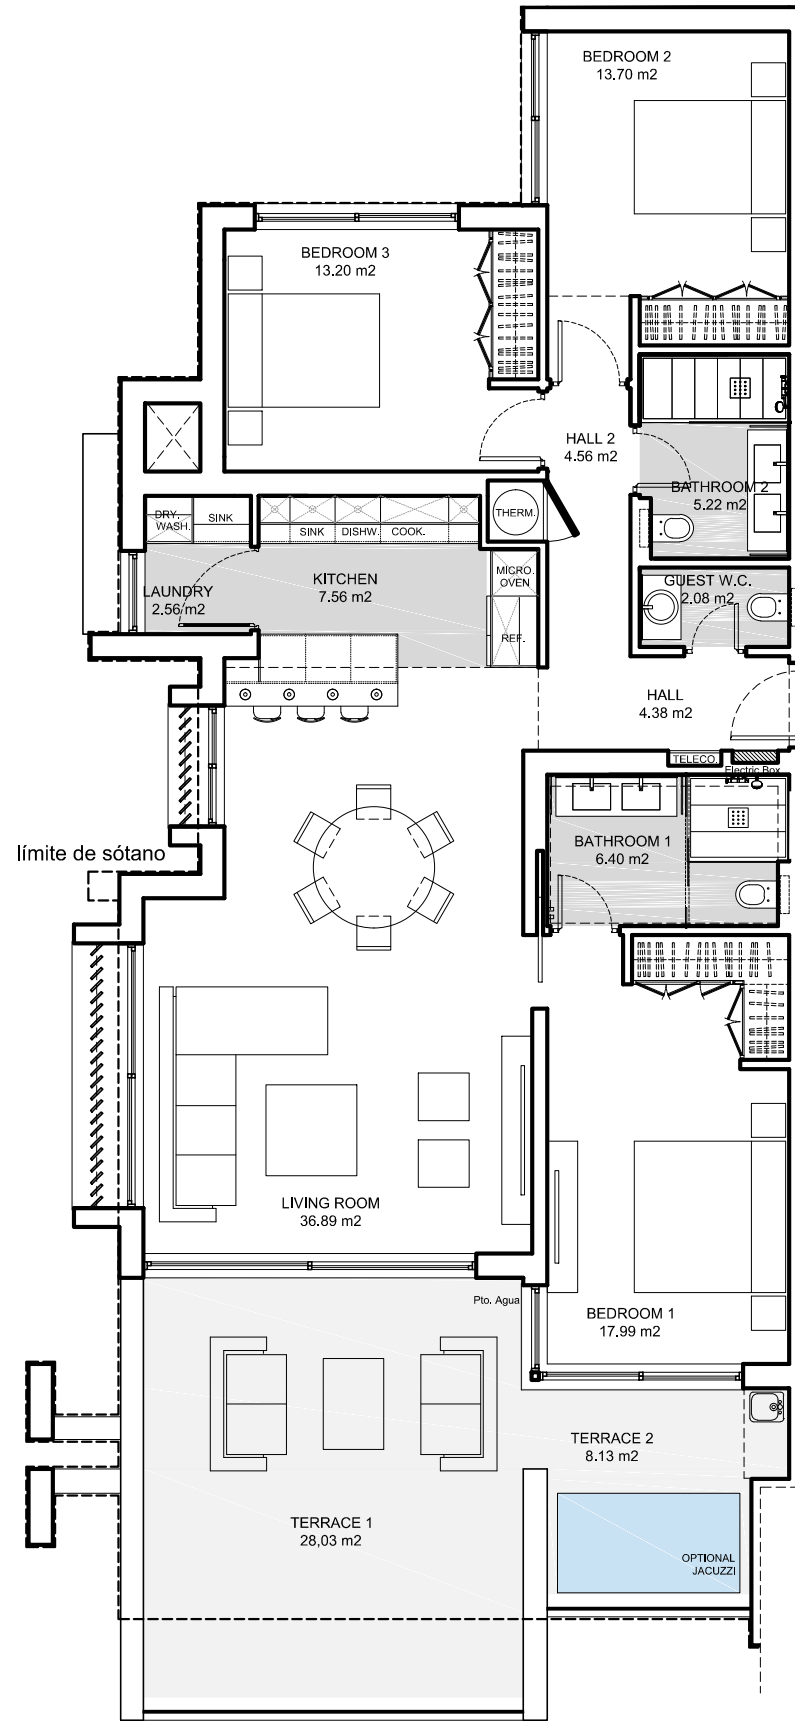 BEDROOM 2
13.70 m2
BEDROOM 3
13.20 m2
HALL 2
4.56 m2
BATHROOM 2
5.22 m2
THERM.
DRY.
WASH.
SINK
SINK
DISHW.
COOK.
MICRO.
OVEN
REF.
LAUNDRY
2.56 m2
KITCHEN
7.56 m2
GUEST W.C.
2.08 m2
HALL
4.38 m2
TELECO.
Electric Box
BATHROOM 1
6.40 m2
límite de sótano
LIVING ROOM
36.89 m2
Pto. Agua
BEDROOM 1
17.99 m2
TERRACE 2
8.13 m2
TERRACE 1
28,03 m2
OPTIONAL
JACUZZI